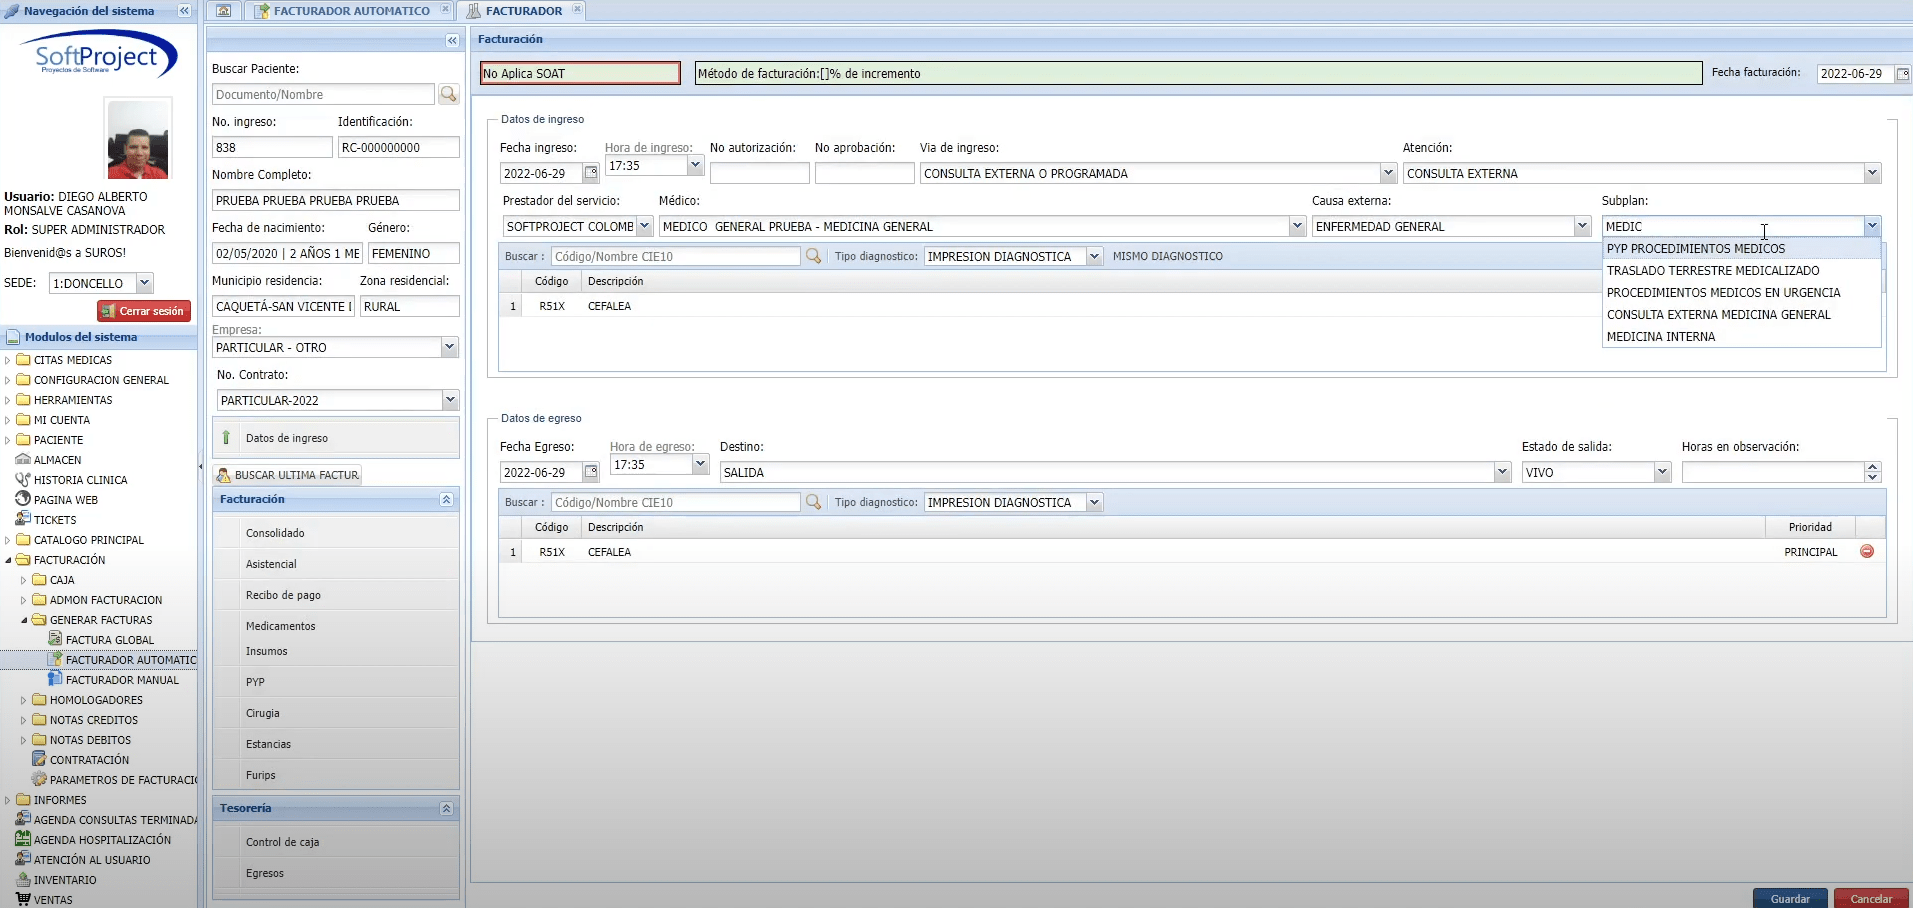 Navegación del sistema
SoftProject
Proyectos de Software
Usuario: DIEGO ALBERTO
MONSALVE CASANOVA
Rol: SUPER ADMINISTRADOR
Bienvenid@s a SUROS!
SEDE: 1:DONCELLO
Cerrar sesión
Modulos del sistema
CITAS MEDICAS
CONFIGURACION GENERAL
HERRAMIENTAS
MI CUENTA
PACIENTE
ALMACEN
HISTORIA CLINICA
PAGINA WEB
TICKETS
CATALOGO PRINCIPAL
FACTURACIÓN
CAJA
ADMON FACTURACION
GENERAR FACTURAS
FACTURA GLOBAL
FACTURADOR AUTOMATIC
FACTURADOR MANUAL
HOMOLOGADORES
NOTAS CREDITOS
NOTAS DEBITOS
CONTRATACIÓN
PARAMETROS DE FACTURACIO
INFORMES
AGENDA CONSULTAS TERMINADA
AGENDA HOSPITALIZACIÓN
ATENCIÓN AL USUARIO
INVENTARIO
VENTAS
FACTURADOR AUTOMATICO
FACTURADOR
Buscar Paciente:
Documento/Nombre
No. ingreso: Identificación:
838 RC-000000000
Nombre Completo:
PRUEBA PRUEBA PRUEBA PRUEBA
Fecha de nacimiento: Género:
02/05/2020 | 2 AÑOS 1 ME FEMENINO
Municipio residencia: Zona residencial:
CAQUETÁ-SAN VICENTE I RURAL
Empresa:
PARTICULAR - OTRO
No. Contrato:
PARTICULAR-2022
Datos de ingreso
BUSCAR ULTIMA FACTUR
Facturación
Consolidado
Asistencial
Recibo de pago
Medicamentos
Insumos
PYP
Cirugia
Estancias
Furips
Tesorería
Control de caja
Egresos
Facturación
No Aplica SOAT
Método de facturación:[]% de incremento
Fecha facturación: 2022-06-29
Datos de ingreso
Fecha ingreso: Hora de ingreso: No autorización: No aprobación: Via de ingreso: Atención:
2022-06-29 17:35 CONSULTA EXTERNA O PROGRAMADA CONSULTA EXTERNA
Prestador del servicio: Médico: Causa externa: Subplan:
SOFTPROJECT COLOMB MEDICO GENERAL PRUEBA - MEDICINA GENERAL ENFERMEDAD GENERAL MEDIC
Buscar : Código/Nombre CIE10 Tipo diagnostico: IMPRESION DIAGNOSTICA MISMO DIAGNOSTICO
Código Descripción
1 R51X CEFALEA
PYP PROCEDIMIENTOS MEDICOS
TRASLADO TERRESTRE MEDICALIZADO
PROCEDIMIENTOS MEDICOS EN URGENCIA
CONSULTA EXTERNA MEDICINA GENERAL
MEDICINA INTERNA
Datos de egreso
Fecha Egreso: Hora de egreso: Destino: Estado de salida: Horas en observación:
2022-06-29 17:35 SALIDA VIVO
Buscar : Código/Nombre CIE10 Tipo diagnostico: IMPRESION DIAGNOSTICA
Código Descripción Prioridad
1 R51X CEFALEA PRINCIPAL
Guardar Cancelar